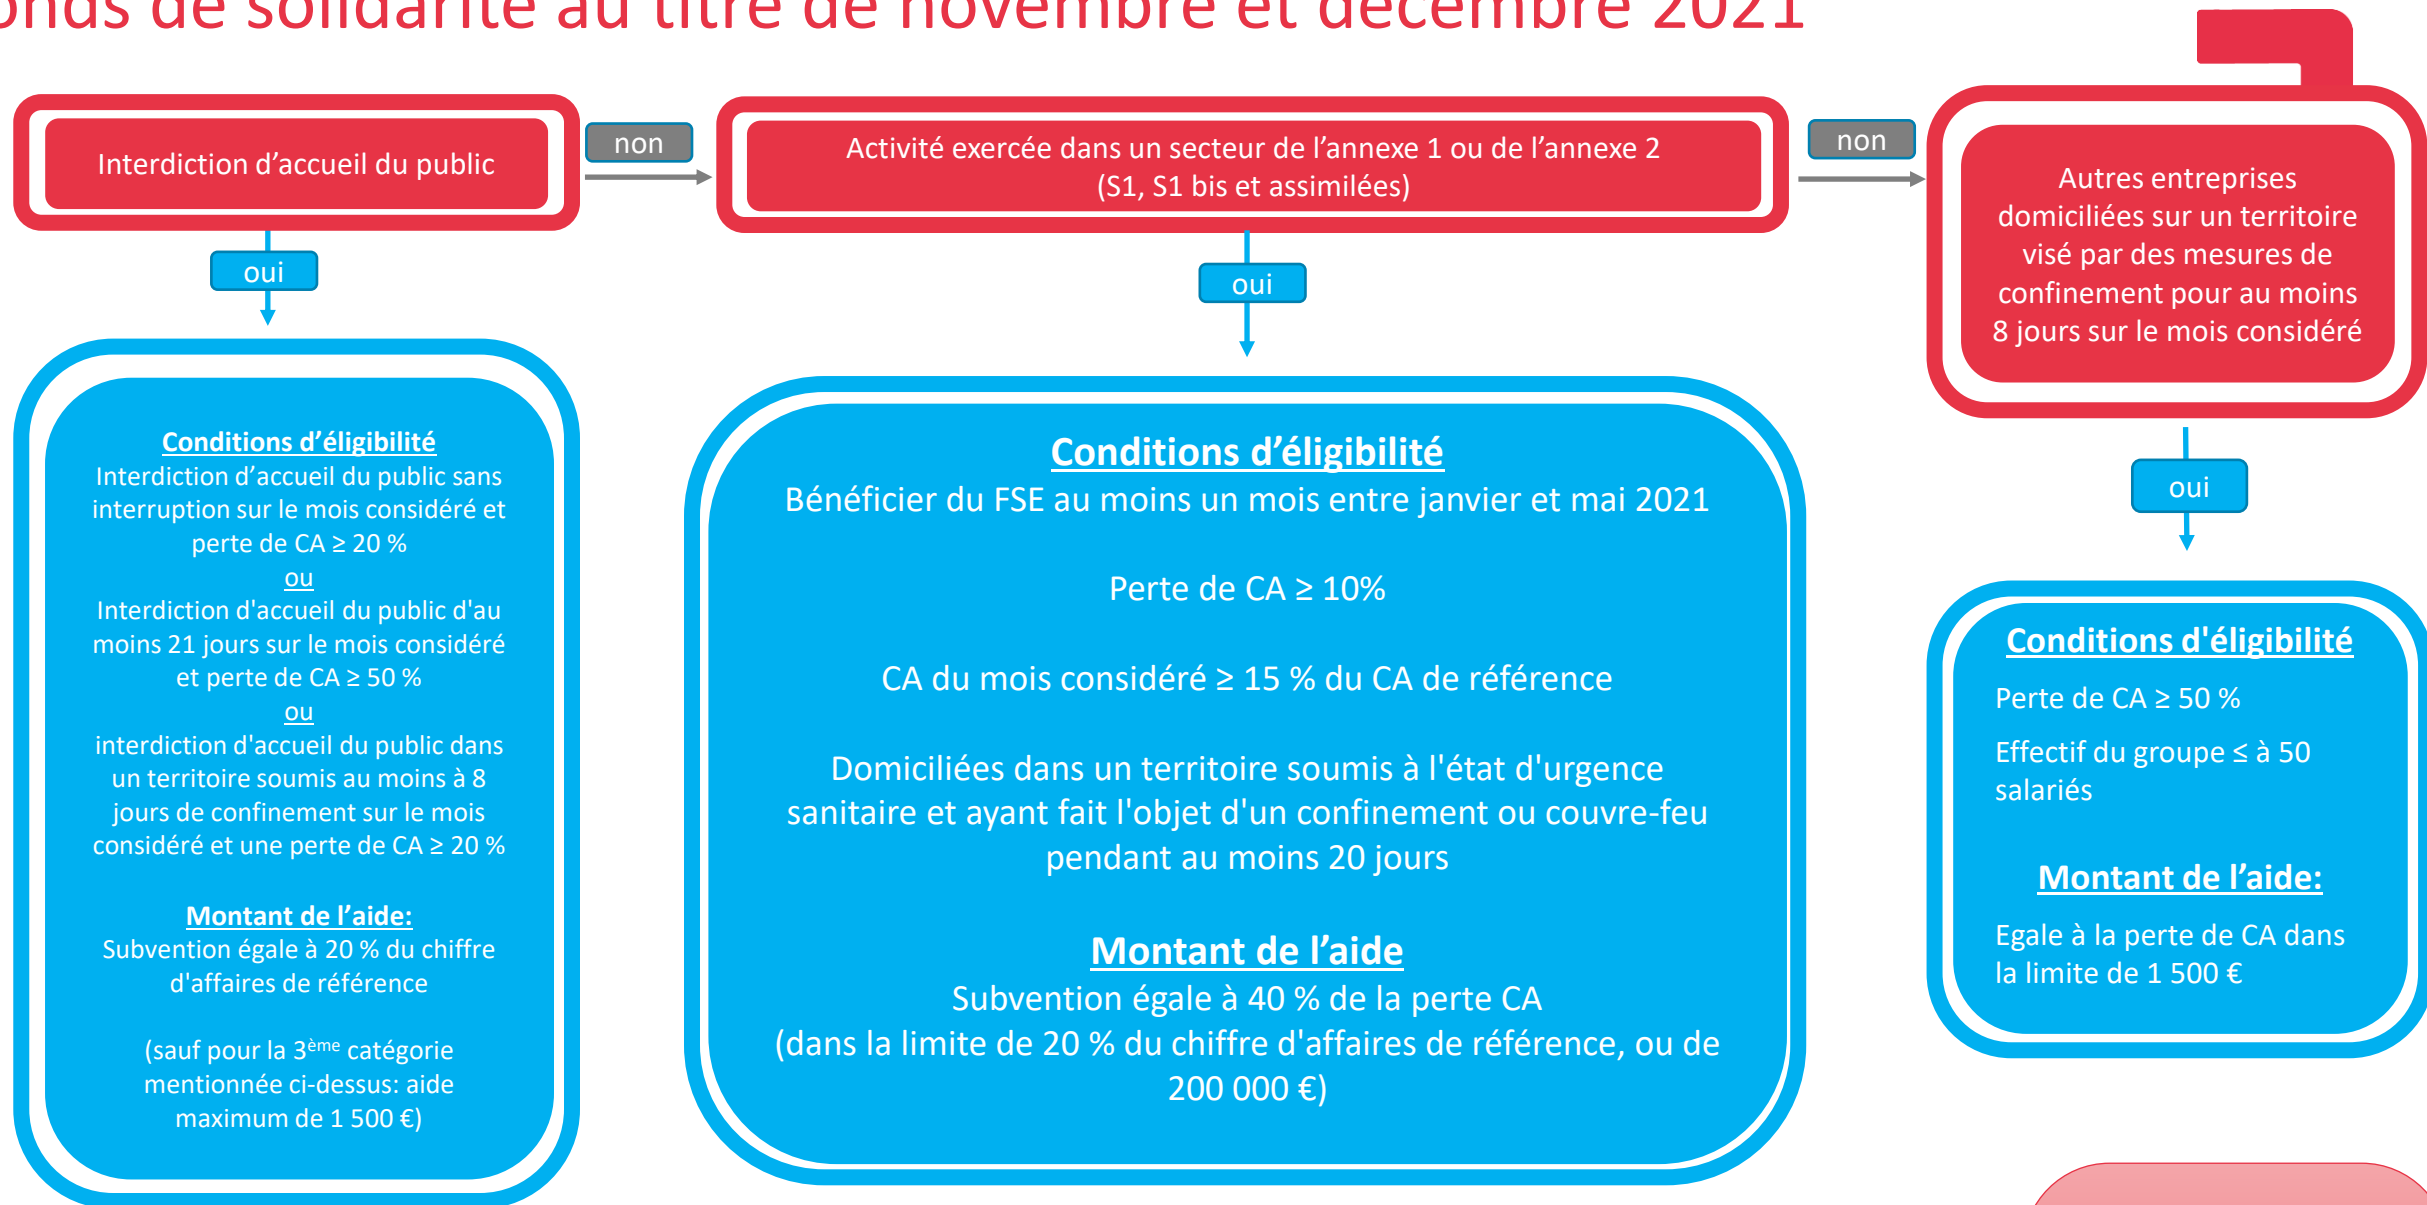 onds de solidarité au titre de novembre et décembre 2021
Interdiction d’accueil du public
non
Activité exercée dans un secteur de l’annexe 1 ou de l’annexe 2
(S1, S1 bis et assimilées)
non
Autres entreprises
domiciliées sur un territoire
visé par des mesures de
confinement pour au moins
8 jours sur le mois considéré
oui
oui
oui
Conditions d’éligibilité
Interdiction d’accueil du public sans
interruption sur le mois considéré et
perte de CA ≥ 20 %
ou
Interdiction d'accueil du public d'au
moins 21 jours sur le mois considéré
et perte de CA ≥ 50 %
ou
interdiction d'accueil du public dans
un territoire soumis au moins à 8
jours de confinement sur le mois
considéré et une perte de CA ≥ 20 %
Montant de l’aide:
Subvention égale à 20 % du chiffre
d'affaires de référence
(sauf pour la 3ème catégorie
mentionnée ci-dessus: aide
maximum de 1 500 €)
Conditions d’éligibilité
Bénéficier du FSE au moins un mois entre janvier et mai 2021
Perte de CA ≥ 10%
CA du mois considéré ≥ 15 % du CA de référence
Domiciliées dans un territoire soumis à l'état d'urgence
sanitaire et ayant fait l'objet d'un confinement ou couvre-feu
pendant au moins 20 jours
Montant de l’aide
Subvention égale à 40 % de la perte CA
(dans la limite de 20 % du chiffre d'affaires de référence, ou de
200 000 €)
Conditions d'éligibilité
Perte de CA ≥ 50 %
Effectif du groupe ≤ à 50
salariés
Montant de l’aide:
Egale à la perte de CA dans
la limite de 1 500 €